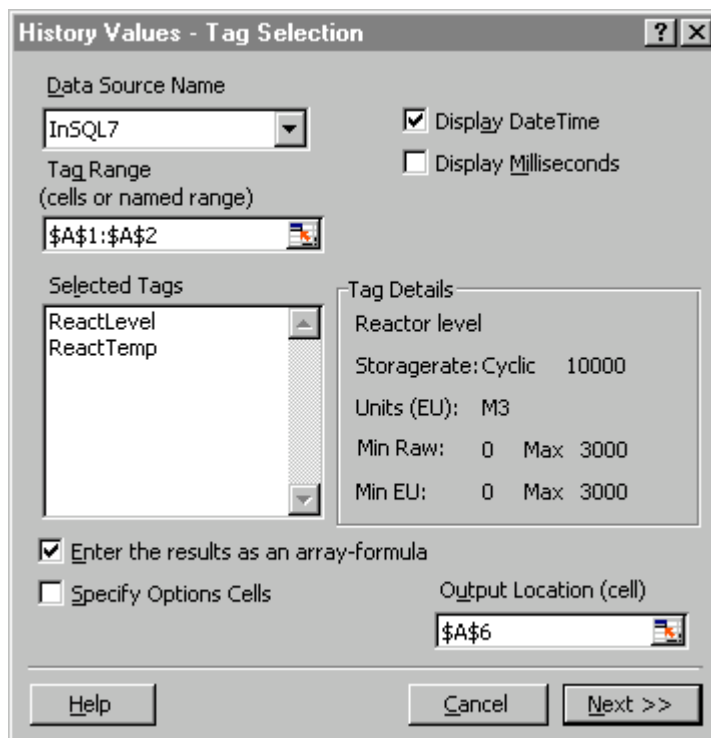 History Values - Tag Selection
Data Source Name
InSQL7
Display DateTime
Display Milliseconds
Tag Range
(cells or named range)
$A$1:$A$2
Selected Tags
ReactLevel
ReactTemp
Tag Details
Reactor level
Storagerate: Cyclic 10000
Units (EU): M3
Min Raw: 0 Max 3000
Min EU: 0 Max 3000
Enter the results as an array-formula
Specify Options Cells
Output Location (cell)
$A$6
Help
Cancel
Next >>